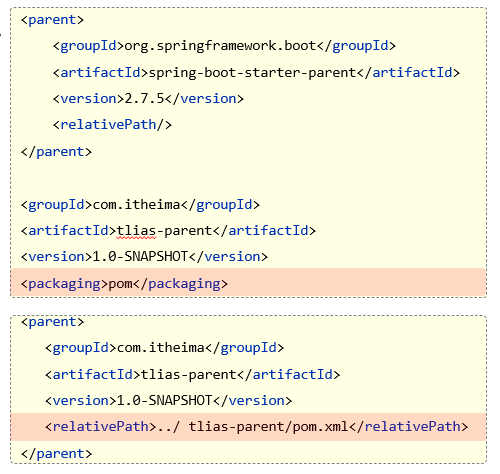 <parent>
<groupId>org.springframework.boot</groupId>
<artifactId>spring-boot-starter-parent</artifactId>
<version>2.7.5</version>
<relativePath/>
</parent>
<groupId>com.itheima</groupId>
<artifactId>tlias-parent</artifactId>
<version>1.0-SNAPSHOT</version>
<packaging>pom</packaging>
<parent>
<groupId>com.itheima</groupId>
<artifactId>tlias-parent</artifactId>
<version>1.0-SNAPSHOT</version>
<relativePath>../ tlias-parent/pom.xml</relativePath>
</parent>